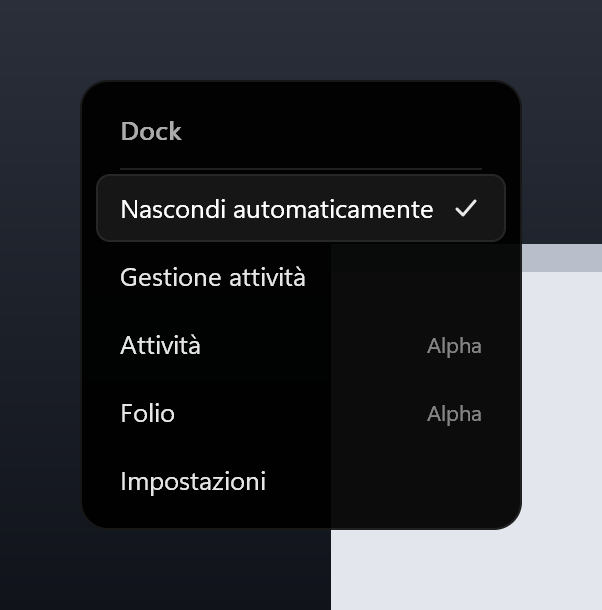 Dock
Nascondi automaticamente
Gestione attività
Attività Alpha
Folio Alpha
Impostazioni